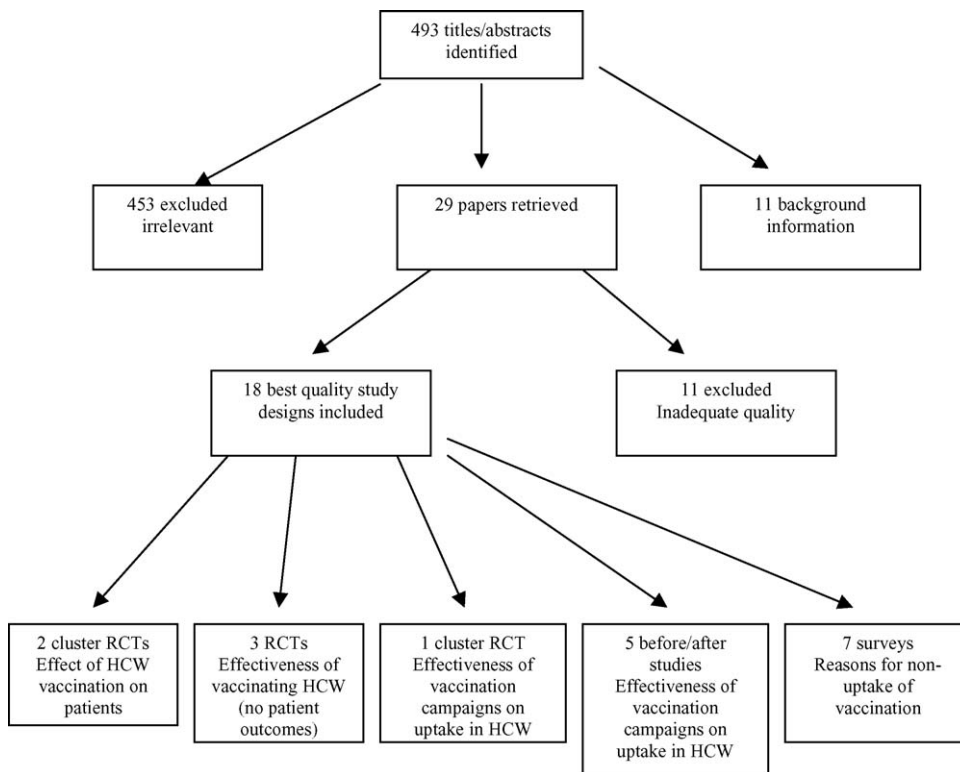 493 titles/abstracts
identified
453 excluded
irrelevant
29 papers retrieved
11 background
information
18 best quality study
designs included
11 excluded
Inadequate quality
2 cluster RCTs
Effect of HCW
vaccination on
patients
3 RCTs
Effectiveness of
vaccinating HCW
(no patient
outcomes)
1 cluster RCT
Effectiveness of
vaccination
campaigns on
uptake in HCW
5 before/after
studies
Effectiveness of
vaccination
campaigns on
uptake in HCW
7 surveys
Reasons for non-
uptake of
vaccination